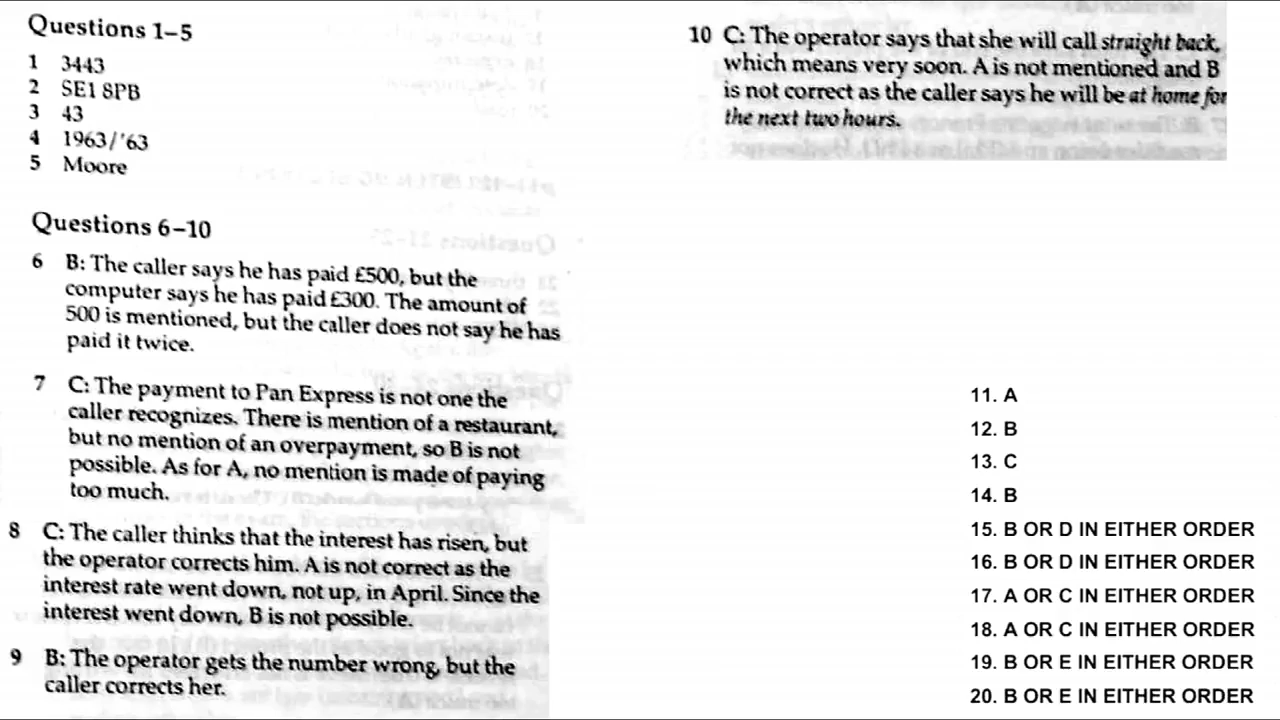 Questions 1–5
1 3443
2 SE1 8PB
3 43
4 1963/'63
5 Moore
Questions 6–10
6 B: The caller says he has paid £500, but the
computer says he has paid £300. The amount of
500 is mentioned, but the caller does not say he has
paid it twice.
7 C: The payment to Pan Express is not one the
caller recognizes. There is mention of a restaurant,
but no mention of an overpayment, so B is not
possible. As for A, no mention is made of paying
too much.
8 C: The caller thinks that the interest has risen, but
the operator corrects him. A is not correct as the
interest rate went down, not up, in April. Since the
interest went down, B is not possible.
9 B: The operator gets the number wrong, but the
caller corrects her.
10 C: The operator says that she will call straight back,
which means very soon. A is not mentioned and B
is not correct as the caller says he will be at home for
the next two hours.
11. A
12. B
13. C
14. B
15. B OR D IN EITHER ORDER
16. B OR D IN EITHER ORDER
17. A OR C IN EITHER ORDER
18. A OR C IN EITHER ORDER
19. B OR E IN EITHER ORDER
20. B OR E IN EITHER ORDER